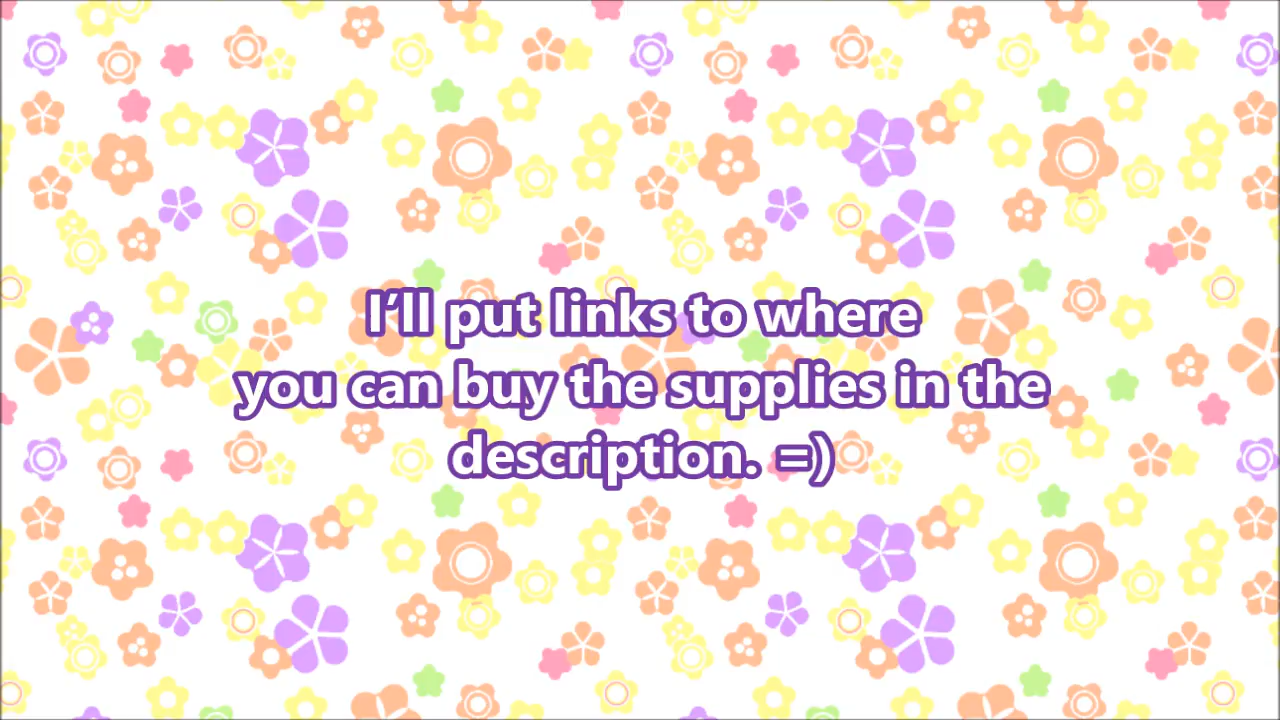 I'll put links to where
you can buy the supplies in the
description. =)